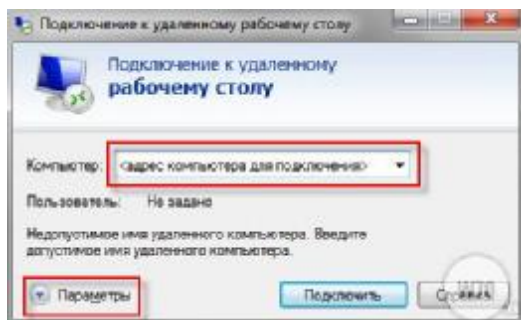 Подключение к удаленному рабочему столу
Подключение к удаленному
рабочему столу
Компьютер: <адрес компьютера для подключения>
Пользователь: Не задано
Недопустимое имя удаленного компьютера. Введите
допустимое имя удаленного компьютера.
Параметры Подключить Справка